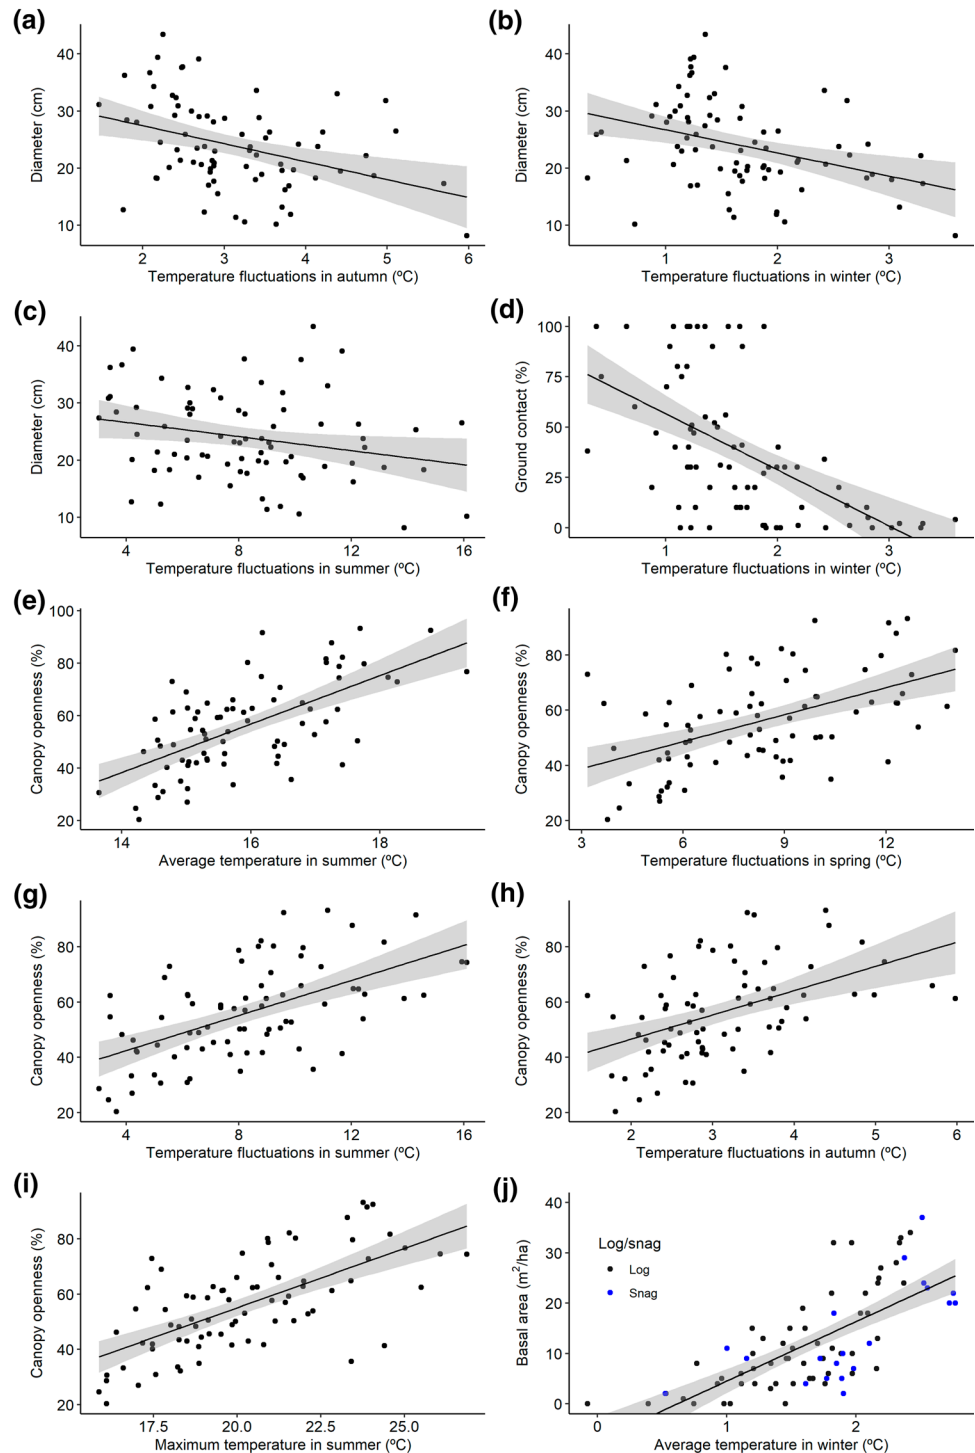 (a)
Diameter (cm)
40
30
20
10
2 3 4 5 6
Temperature fluctuations in autumn (ºC)
(b)
Diameter (cm)
40
30
20
10
1 2 3
Temperature fluctuations in winter (ºC)
(c)
Diameter (cm)
40
30
20
10
4 8 12 16
Temperature fluctuations in summer (ºC)
(d)
Ground contact (%)
100
75
50
25
0
1 2 3
Temperature fluctuations in winter (ºC)
(e)
Canopy openness (%)
100
80
60
40
20
14 16 18
Average temperature in summer (ºC)
(f)
Canopy openness (%)
80
60
40
20
3 6 9 12
Temperature fluctuations in spring (ºC)
(g)
Canopy openness (%)
80
60
40
20
4 8 12 16
Temperature fluctuations in summer (ºC)
(h)
Canopy openness (%)
80
60
40
20
2 3 4 5 6
Temperature fluctuations in autumn (ºC)
(i)
Canopy openness (%)
80
60
40
20
17.5 20.0 22.5 25.0
Maximum temperature in summer (ºC)
(j)
Basal area (m²/ha)
40
30
20
10
0
Log/snag
Log
Snag
0 1 2
Average temperature in winter (ºC)